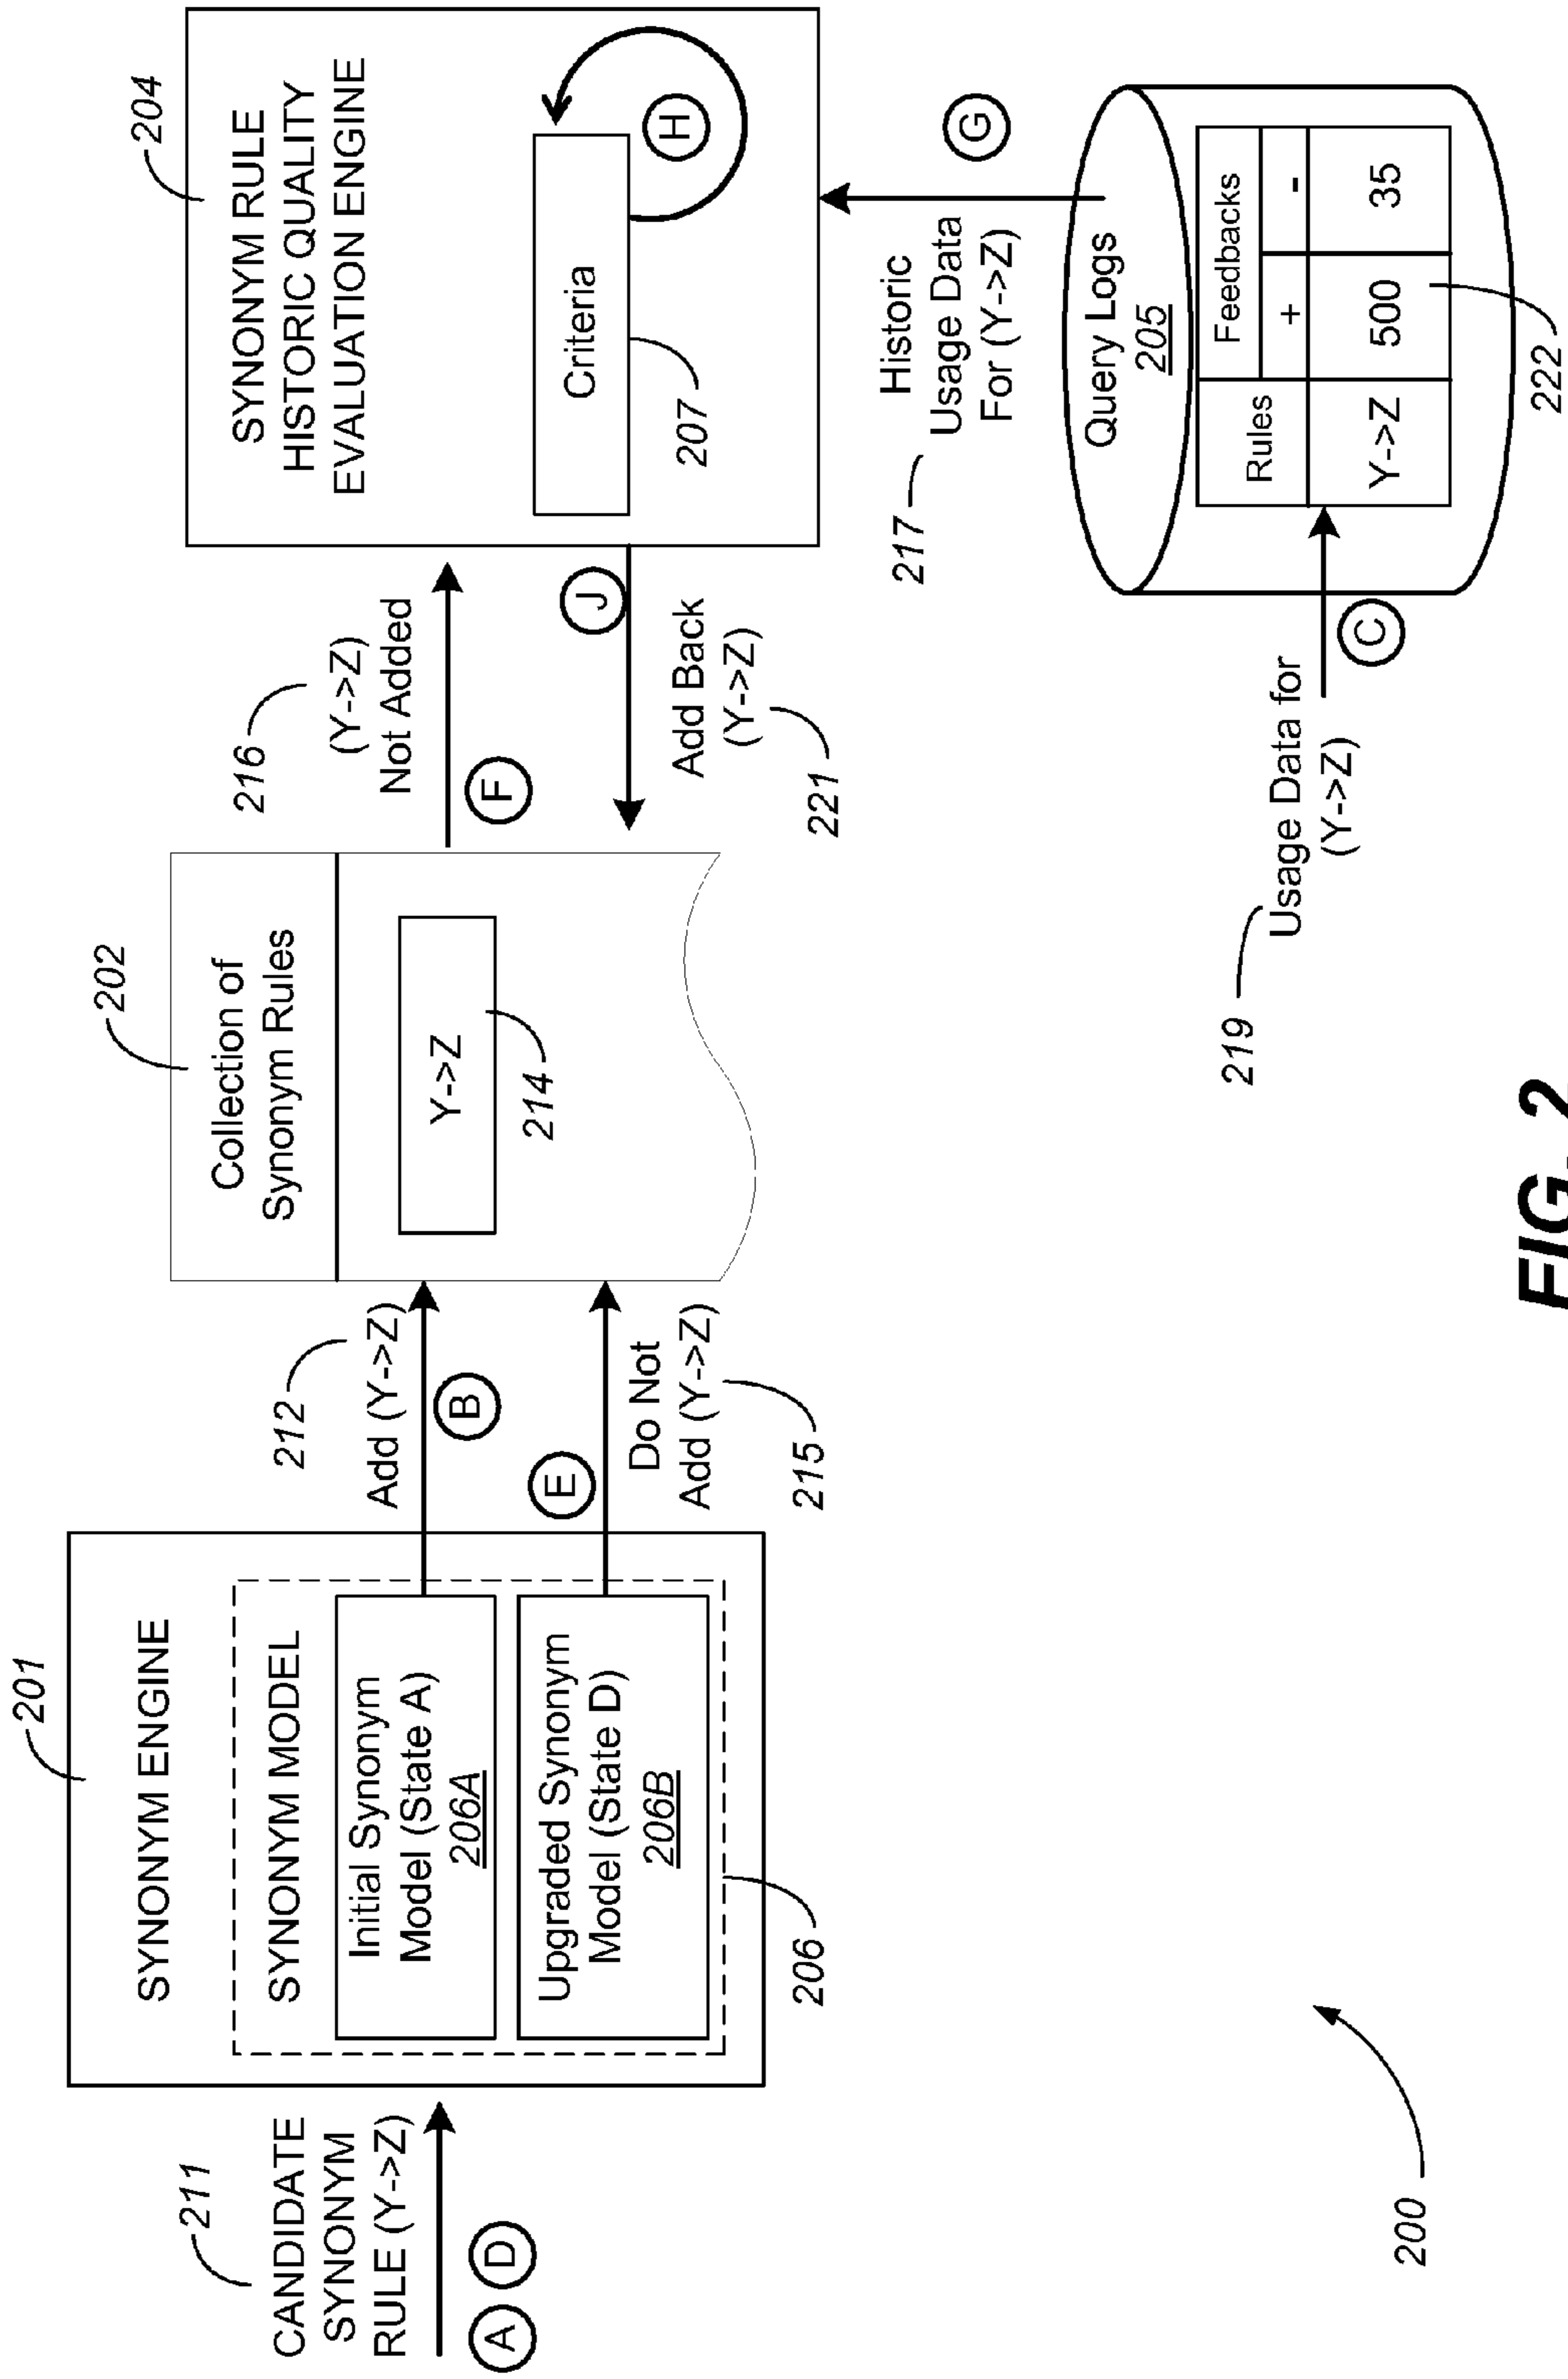 211
CANDIDATE
SYNONYM
RULE (Y->Z)
A
D
201
SYNONYM ENGINE
SYNONYM MODEL
Initial Synonym
Model (State A)
206A
Upgraded Synonym
Model (State D)
206B
206
212
Add (Y->Z)
B
E
Do Not
Add (Y->Z)
215
202
Collection of
Synonym Rules
Y->Z
214
216
(Y->Z)
Not Added
F
J
Add Back
(Y->Z)
221
204
SYNONYM RULE
HISTORIC QUALITY
EVALUATION ENGINE
Criteria
207
H
217
Historic
Usage Data
For (Y->Z)
G
219
Usage Data for
(Y->Z)
C
Query Logs
205
Rules
Feedbacks
+
-
Y->Z
500
35
222
200
FIG. 2